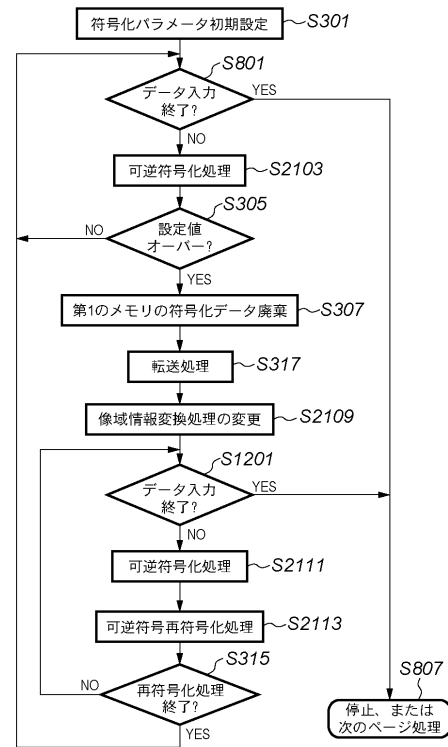 符号化パラメータ初期設定
S301
S801
データ入力
終了?
YES
NO
可逆符号化処理
S2103
S305
設定値
オーバー?
NO
YES
第1のメモリの符号化データ廃棄
S307
転送処理
S317
像域情報変換処理の変更
S2109
S1201
データ入力
終了?
YES
NO
可逆符号化処理
S2111
可逆符号再符号化処理
S2113
S315
再符号化処理
終了?
NO
YES
S807
停止、または
次のページ処理